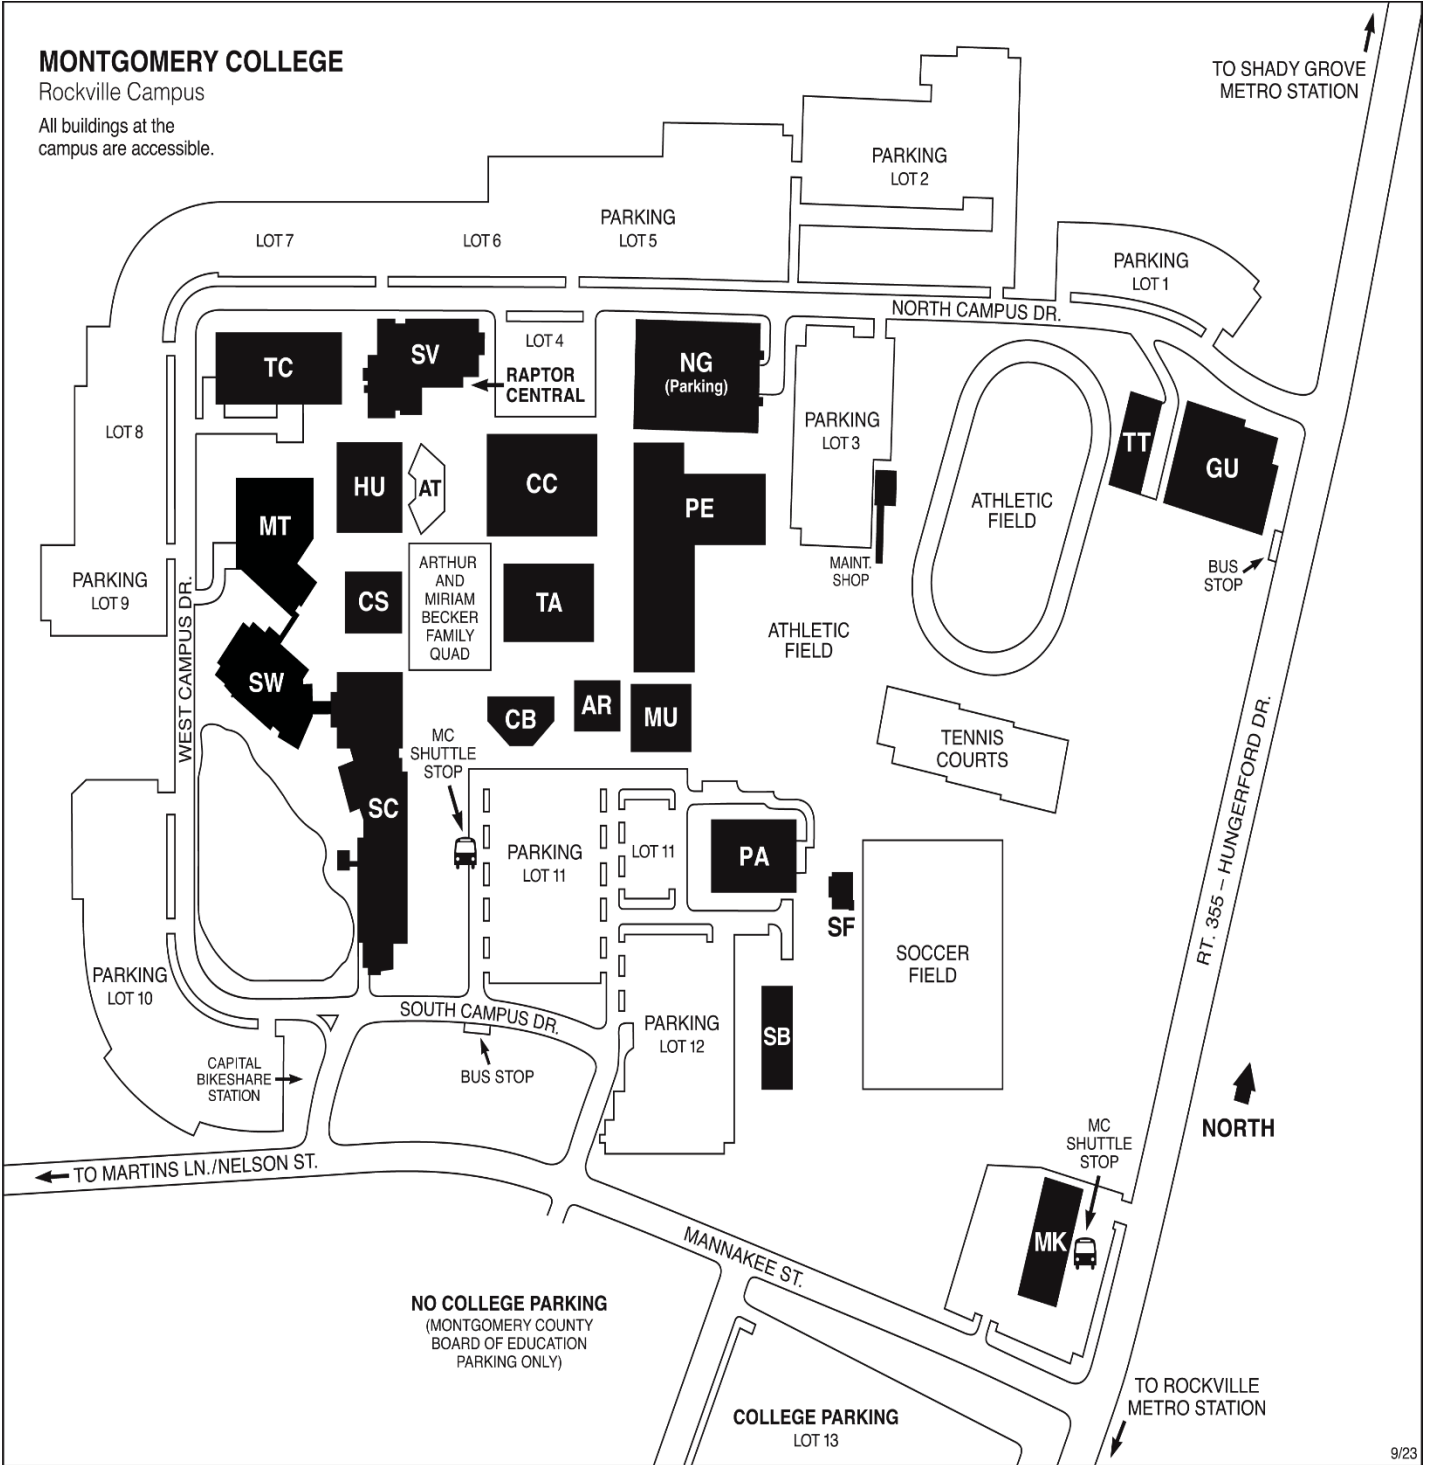 MONTGOMERY COLLEGE
Rockville Campus
All buildings at the
campus are accessible.
TO SHADY GROVE
METRO STATION
PARKING
LOT 2
PARKING
LOT 5
LOT 6
LOT 7
PARKING
LOT 1
NORTH CAMPUS DR.
LOT 4
TC
SV
RAPTOR
CENTRAL
NG
(Parking)
PARKING
LOT 3
LOT 8
TT
GU
HU
AT
CC
PE
ATHLETIC
FIELD
MT
MAINT.
SHOP
BUS
STOP
PARKING
LOT 9
CS
ARTHUR
AND
MIRIAM
BECKER
FAMILY
QUAD
TA
ATHLETIC
FIELD
WEST CAMPUS DR.
SW
CB
AR
MU
TENNIS
COURTS
RT. 355 – HUNGERFORD DR.
MC
SHUTTLE
STOP
SC
PARKING
LOT 11
LOT 11
PA
SF
SOCCER
FIELD
PARKING
LOT 10
SOUTH CAMPUS DR.
PARKING
LOT 12
SB
CAPITAL
BIKESHARE
STATION
BUS STOP
NORTH
MC
SHUTTLE
STOP
TO MARTINS LN./NELSON ST.
MK
MANNAKEE ST.
NO COLLEGE PARKING
(MONTGOMERY COUNTY
BOARD OF EDUCATION
PARKING ONLY)
TO ROCKVILLE
METRO STATION
COLLEGE PARKING
LOT 13
9/23